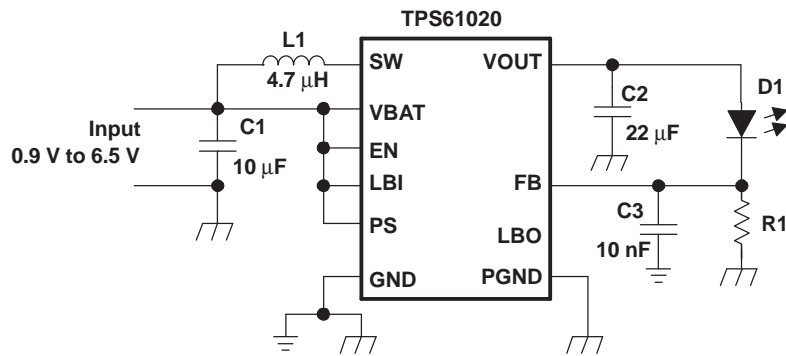 TPS61020
L1
4.7 μH
SW
VOUT
D1
C2
22 μF
VBAT
Input
0.9 V to 6.5 V
C1
10 μF
EN
LBI
FB
PS
C3
10 nF
R1
LBO
GND
PGND